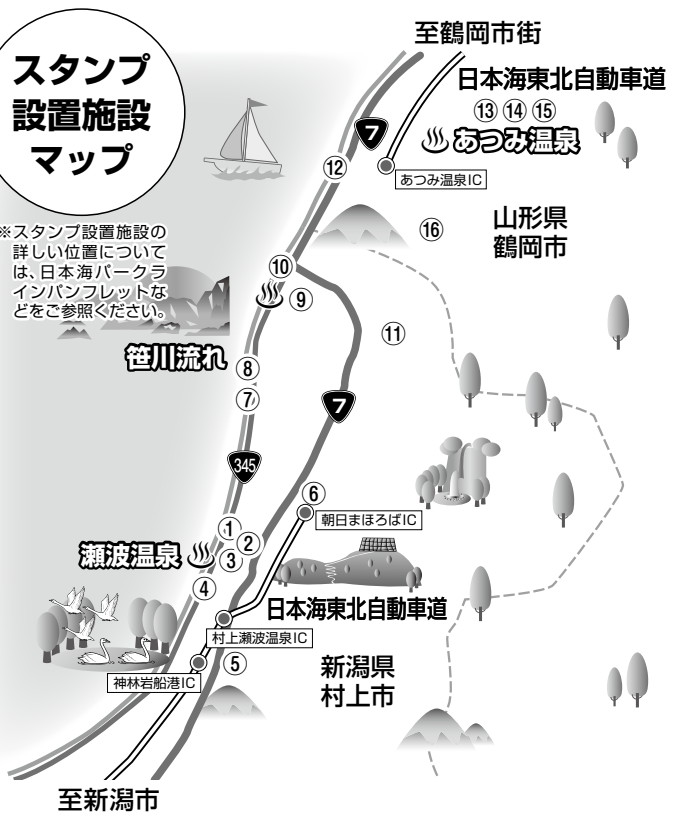 至鶴岡市街
スタンプ
設置施設
マップ
日本海東北自動車道
⑬ ⑭ ⑮
あつみ温泉
7
⑫
あつみ温泉IC
※スタンプ設置施設の
詳しい位置について
は、日本海パークラ
インパンフレットな
どをご参照ください。
山形県
鶴岡市
⑯
⑩
⑨
⑪
笹川流れ
⑧
⑦
7
345
⑥
朝日まほろばIC
①
②
③
瀬波温泉
④
日本海東北自動車道
村上瀬波温泉IC
⑤
神林岩船港IC
新潟県
村上市
至新潟市